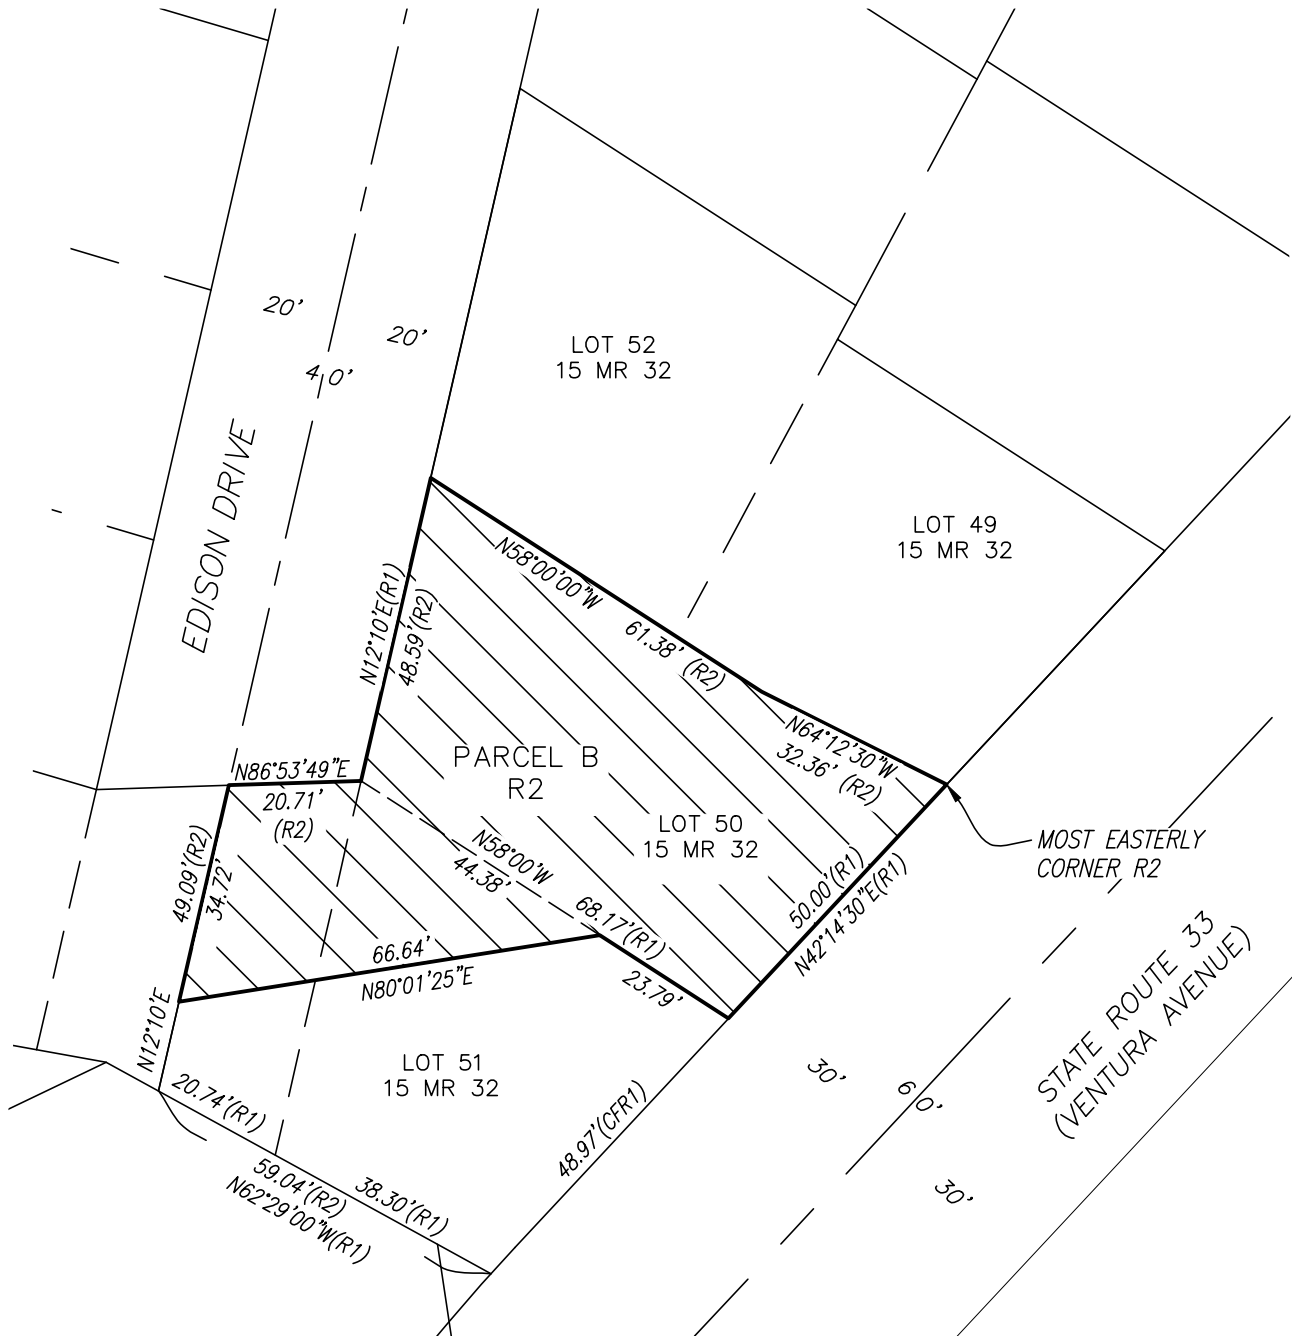 20'
20'
40'
EDISON DRIVE
LOT 52
15 MR 32
LOT 49
15 MR 32
N58°00'00"W
61.38' (R2)
N12°10'E(R1)
48.59'(R2)
N64°12'30"W
32.36' (R2)
PARCEL B
R2
N86°53'49"E
20.71'
(R2)
LOT 50
15 MR 32
N58°00'W
44.38'
MOST EASTERLY
CORNER R2
49.09'(R2)
34.72'
50.00'(R1)
N42°14'30"E(R1)
68.17'(R1)
23.79'
66.64'
N80°01'25"E
N12°10'E
LOT 51
15 MR 32
STATE ROUTE 33
(VENTURA AVENUE)
30'
60'
30'
20.74'(R1)
48.97'(CFR1)
59.04'(R2)
N62°29'00"W(R1)
38.30'(R1)